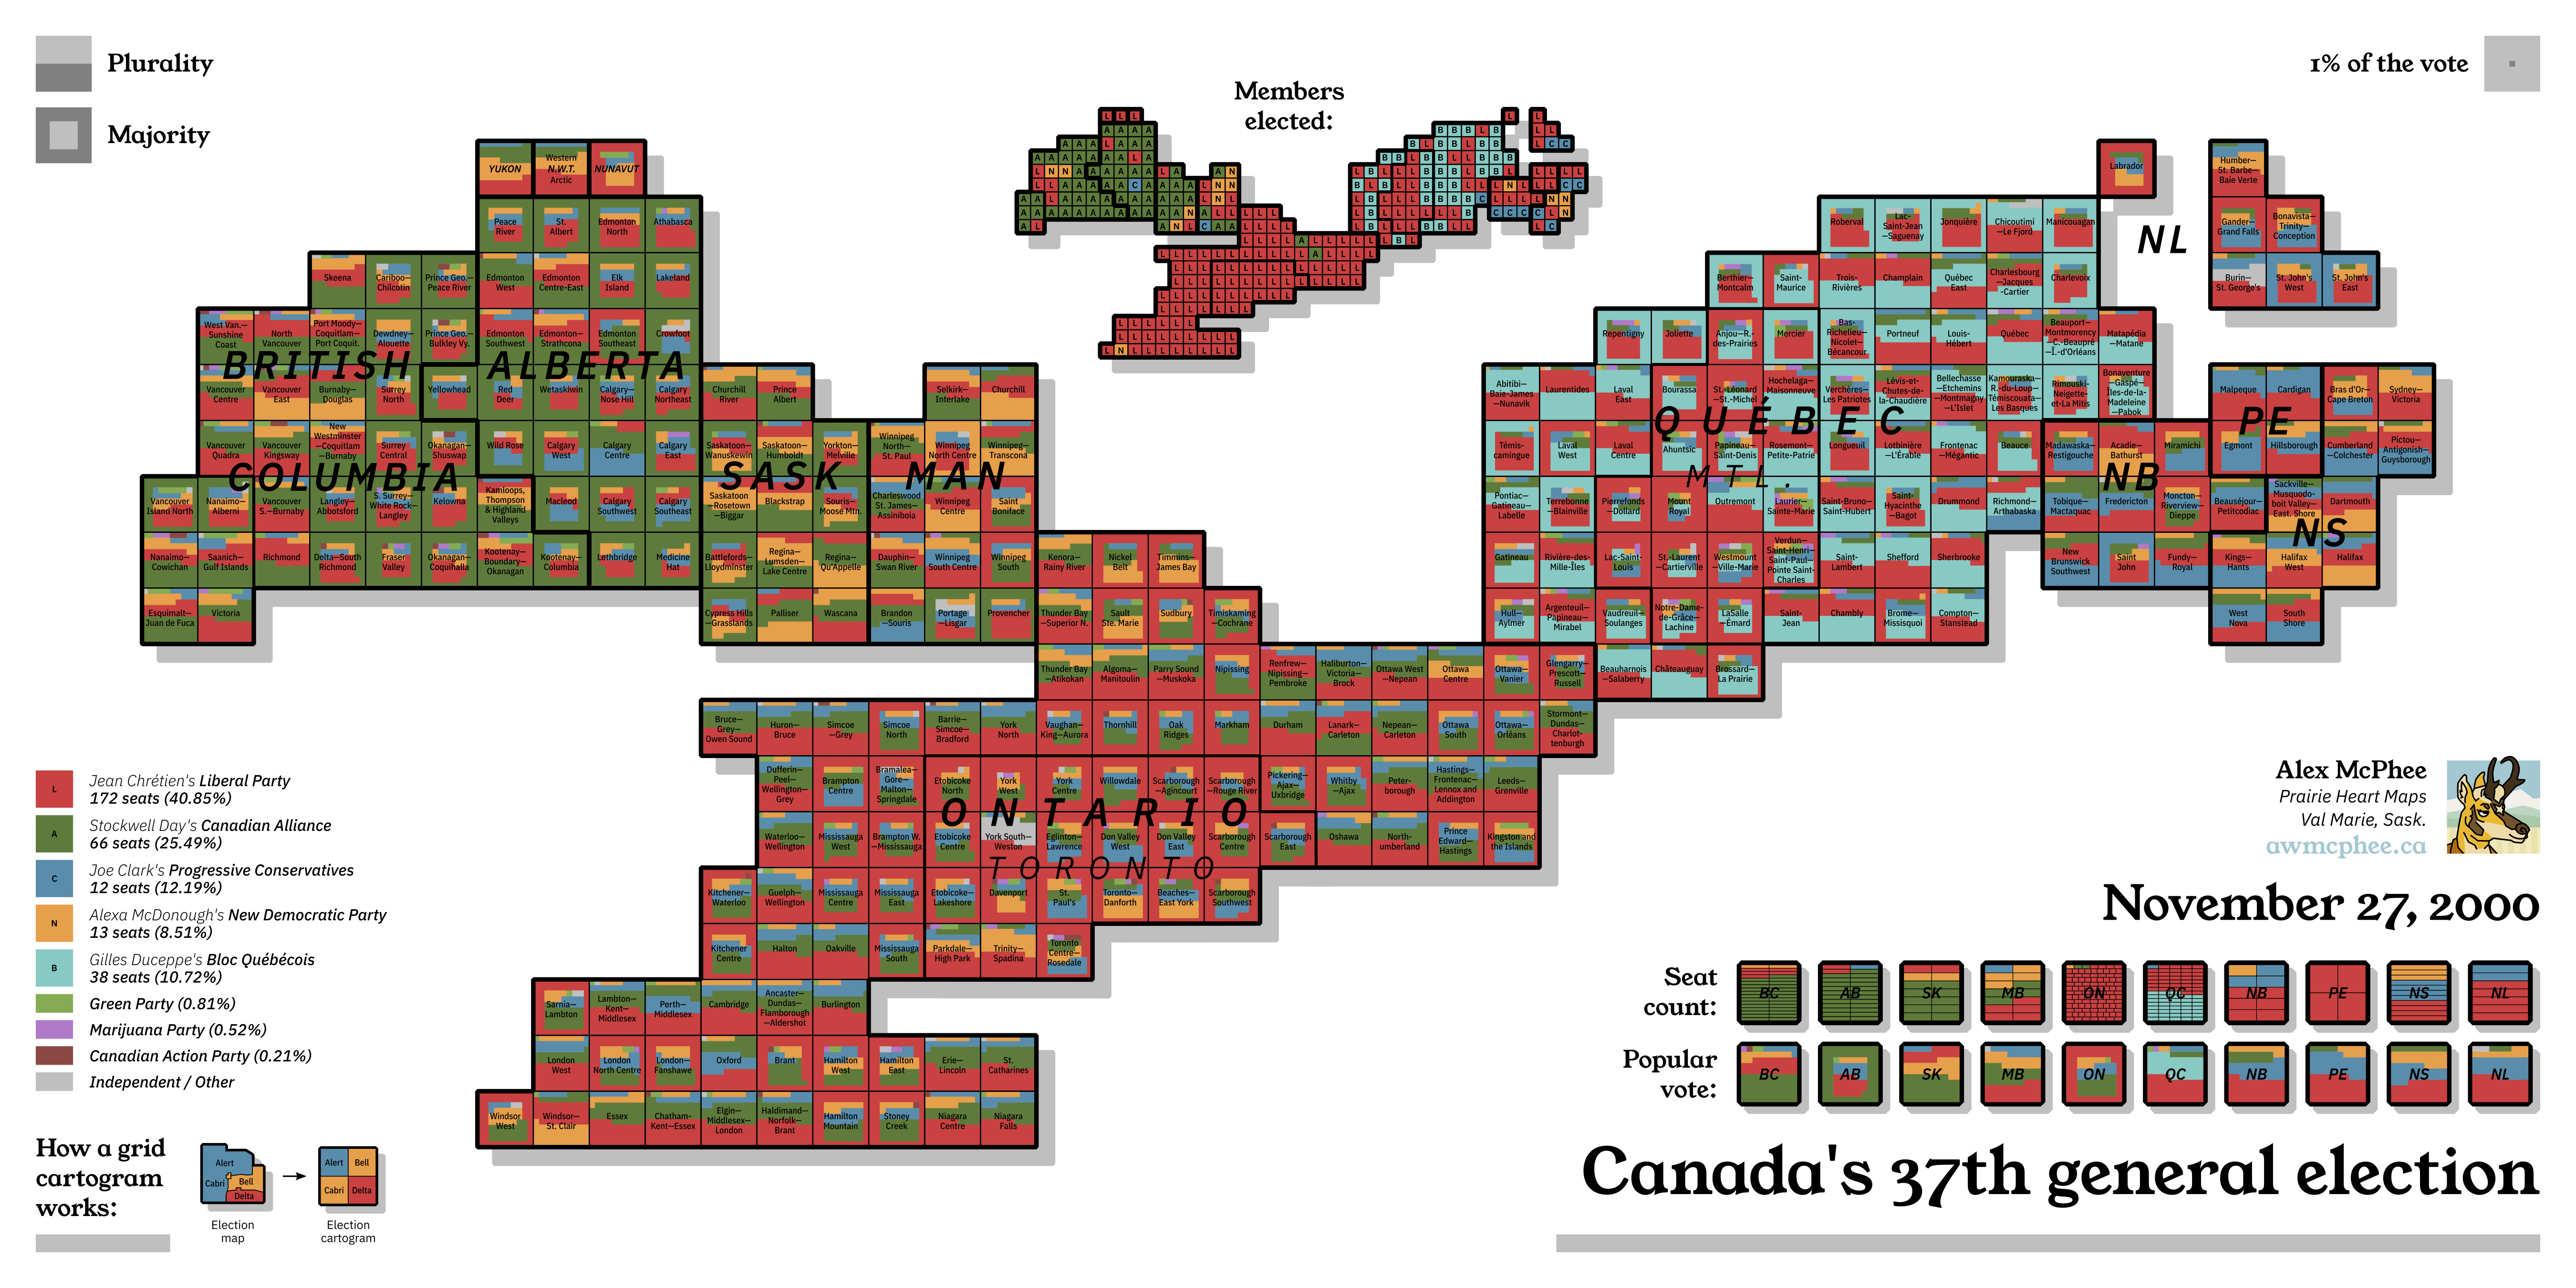 Plurality
Majority
1% of the vote
Members
elected:
YUKON
Western
N.W.T.
Arctic
NUNAVUT
Peace
River
St.
Albert
Edmonton
North
Athabasca
Skeena
Cariboo—
Chilcotin
Prince Geo.—
Peace River
Edmonton
West
Edmonton
Centre-East
Elk
Island
Lakeland
West Van.—
Sunshine
Coast
North
Vancouver
Port Moody—
Coquitlam—
Port Coquit.
Dewdney—
Alouette
Prince Geo.—
Bulkley Vy.
Edmonton
Southwest
Edmonton—
Strathcona
Edmonton
Southeast
Crowfoot
BRITISH
ALBERTA
Vancouver
Centre
Vancouver
East
Burnaby—
Douglas
Surrey
North
Yellowhead
Red
Deer
Wetaskiwin
Calgary—
Nose Hill
Calgary
Northeast
Churchill
River
Prince
Albert
Selkirk—
Interlake
Churchill
Vancouver
Quadra
Vancouver
Kingsway
New
Westminster
—Coquitlam
—Burnaby
Surrey
Central
Okanagan—
Shuswap
Wild Rose
Calgary
West
Calgary
Centre
Calgary
East
Saskatoon—
Wanuskewin
Saskatoon—
Humboldt
Yorkton—
Melville
Winnipeg
North—
St. Paul
Winnipeg
North Centre
Winnipeg—
Transcona
COLUMBIA
SASK
MAN
Vancouver
Island North
Nanaimo—
Alberni
Vancouver
S.—Burnaby
Langley—
Abbotsford
S. Surrey—
White Rock—
Langley
Kelowna
Kamloops,
Thompson
& Highland
Valleys
Macleod
Calgary
Southwest
Calgary
Southeast
Saskatoon
—Rosetown
—Biggar
Blackstrap
Souris—
Moose Mtn.
Charleswood
St. James—
Assiniboia
Winnipeg
Centre
Saint
Boniface
Nanaimo—
Cowichan
Saanich—
Gulf Islands
Richmond
Delta—South
Richmond
Fraser
Valley
Okanagan—
Coquihalla
Kootenay—
Boundary—
Okanagan
Kootenay—
Columbia
Lethbridge
Medicine
Hat
Battlefords—
Lloydminster
Regina—
Lumsden—
Lake Centre
Regina—
Qu'Appelle
Dauphin—
Swan River
Winnipeg
South Centre
Winnipeg
South
Kenora—
Rainy River
Nickel
Belt
Timmins—
James Bay
Esquimalt—
Juan de Fuca
Victoria
Cypress Hills
—Grasslands
Palliser
Wascana
Brandon
—Souris
Portage
—Lisgar
Provencher
Thunder Bay
—Superior N.
Sault
Ste. Marie
Sudbury
Timiskaming
—Cochrane
Thunder Bay
—Atikokan
Algoma—
Manitoulin
Parry Sound
—Muskoka
Nipissing
Renfrew—
Nipissing—
Pembroke
Haliburton—
Victoria—
Brock
Ottawa West
—Nepean
Ottawa
Centre
Ottawa—
Vanier
Glengarry—
Prescott—
Russell
Bruce—
Grey—
Owen Sound
Huron—
Bruce
Simcoe
—Grey
Simcoe
North
Barrie—
Simcoe—
Bradford
York
North
Vaughan—
King—Aurora
Thornhill
Oak
Ridges
Markham
Durham
Lanark—
Carleton
Nepean—
Carleton
Ottawa
South
Ottawa—
Orléans
Stormont—
Dundas—
Charlot-
tenburgh
Dufferin—
Peel—
Wellington—
Grey
Brampton
Centre
Bramalea—
Gore—
Malton—
Springdale
Etobicoke
North
York
West
York
Centre
Willowdale
Scarborough
—Agincourt
Scarborough
—Rouge River
Pickering—
Ajax—
Uxbridge
Whitby
—Ajax
Peter-
borough
Hastings—
Frontenac—
Lennox and
Addington
Leeds—
Grenville
ONTARIO
Waterloo—
Wellington
Mississauga
West
Brampton W.
—Mississauga
Etobicoke
Centre
York South—
Weston
Eglinton—
Lawrence
Don Valley
West
Don Valley
East
Scarborough
Centre
Scarborough
East
Oshawa
North-
umberland
Prince
Edward—
Hastings
Kingston and
the Islands
TORONTO
Kitchener—
Waterloo
Guelph—
Wellington
Mississauga
Centre
Mississauga
East
Etobicoke—
Lakeshore
Davenport
St.
Paul's
Toronto—
Danforth
Beaches—
East York
Scarborough
Southwest
Kitchener
Centre
Halton
Oakville
Mississauga
South
Parkdale—
High Park
Trinity—
Spadina
Toronto
Centre—
Rosedale
Sarnia—
Lambton
Lambton—
Kent—
Middlesex
Perth—
Middlesex
Cambridge
Ancaster—
Dundas—
Flamborough
—Aldershot
Burlington
London
West
London
North Centre
London—
Fanshawe
Oxford
Brant
Hamilton
West
Hamilton
East
Erie—
Lincoln
St.
Catharines
Windsor
West
Windsor—
St. Clair
Essex
Chatham-
Kent—Essex
Elgin—
Middlesex—
London
Haldimand—
Norfolk—
Brant
Hamilton
Mountain
Stoney
Creek
Niagara
Centre
Niagara
Falls
Roberval
Lac-
Saint-Jean
—Saguenay
Jonquière
Chicoutimi
—Le Fjord
Manicouagan
Berthier—
Montcalm
Saint-
Maurice
Trois-
Rivières
Champlain
Québec
East
Charlesbourg
—Jacques
-Cartier
Charlevoix
Repentigny
Joliette
Anjou—R.-
des-Prairies
Mercier
Bas-
Richelieu—
Nicolet—
Bécancour
Portneuf
Louis-
Hébert
Québec
Beauport—
Montmorency
—C.-Beaupré
—Î.-d'Orléans
Matapédia
—Matane
Abitibi—
Baie-James
—Nunavik
Laurentides
Laval
East
Bourassa
St.-Léonard
—St.-Michel
Hochelaga—
Maisonneuve
Verchères—
Les Patriotes
Lévis-et-
Chutes-de-
la-Chaudière
Bellechasse
—Etchemins
—Montmagny
—L'Islet
Kamouraska—
R.-du-Loup—
Témiscouata—
Les Basques
Rimouski-
Neigette-
et-La Mitis
Bonaventure
—Gaspé—
Îles-de-la-
Madeleine
—Pabok
QUÉBEC
Témis-
camingue
Laval
West
Laval
Centre
Ahuntsic
Papineau—
Saint-Denis
Rosemont—
Petite-Patrie
Longueuil
Lotbinière
—L'Érable
Frontenac
—Mégantic
Beauce
MTL.
Pontiac—
Gatineau—
Labelle
Terrebonne
—Blainville
Pierrefonds
—Dollard
Mount
Royal
Outremont
Laurier—
Sainte-Marie
Saint-Bruno—
Saint-Hubert
Saint-
Hyacinthe
—Bagot
Drummond
Richmond—
Arthabaska
Gatineau
Rivière-des-
Mille-Îles
Lac-Saint-
Louis
St.-Laurent
—Cartierville
Westmount
—Ville-Marie
Verdun—
Saint-Henri—
Saint-Paul—
Pointe Saint-
Charles
Saint-
Lambert
Shefford
Sherbrooke
Hull—
Aylmer
Argenteuil—
Papineau—
Mirabel
Vaudreuil—
Soulanges
Notre-Dame-
de-Grâce—
Lachine
LaSalle
—Émard
Saint-
Jean
Chambly
Brome—
Missisquoi
Compton—
Stanstead
Beauharnois
—Salaberry
Châteauguay
Brossard—
La Prairie
Labrador
NL
Humber—
St. Barbe—
Baie Verte
Gander—
Grand Falls
Bonavista—
Trinity—
Conception
Burin—
St. George's
St. John's
West
St. John's
East
Malpeque
Cardigan
Egmont
Hillsborough
PE
Bras d'Or—
Cape Breton
Sydney—
Victoria
Cumberland
—Colchester
Pictou—
Antigonish—
Guysborough
Madawaska—
Restigouche
Acadie—
Bathurst
Miramichi
NB
Tobique—
Mactaquac
Fredericton
Moncton—
Riverview—
Dieppe
Beauséjour—
Petitcodiac
Sackville—
Musquodo-
boit Valley—
East. Shore
Dartmouth
NS
New
Brunswick
Southwest
Saint
John
Fundy—
Royal
Kings—
Hants
Halifax
West
Halifax
West
Nova
South
Shore
L Jean Chrétien's Liberal Party
172 seats (40.85%)
A Stockwell Day's Canadian Alliance
66 seats (25.49%)
C Joe Clark's Progressive Conservatives
12 seats (12.19%)
N Alexa McDonough's New Democratic Party
13 seats (8.51%)
B Gilles Duceppe's Bloc Québécois
38 seats (10.72%)
Green Party (0.81%)
Marijuana Party (0.52%)
Canadian Action Party (0.21%)
Independent / Other
How a grid
cartogram
works:
Alert
Cabri
Bell
Delta
Election
map
Alert Bell
Cabri Delta
Election
cartogram
Alex McPhee
Prairie Heart Maps
Val Marie, Sask.
awmcphee.ca
November 27, 2000
Seat
count:
BC AB SK MB ON QC NB PE NS NL
Popular
vote:
BC AB SK MB ON QC NB PE NS NL
Canada's 37th general election